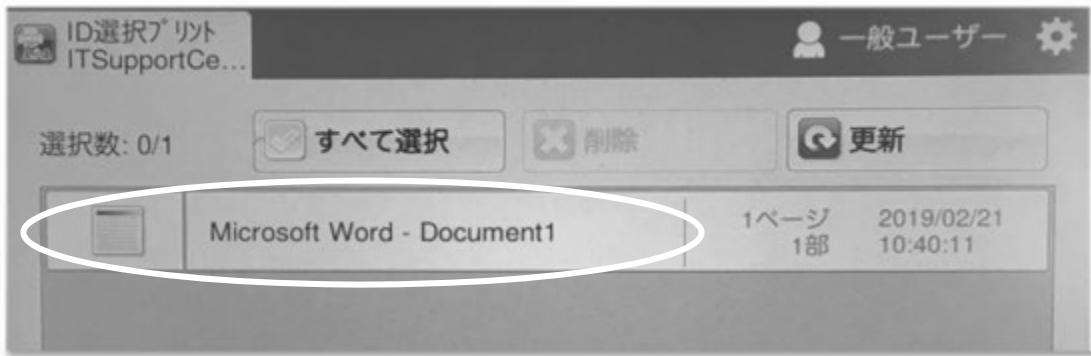 ID選択プリント
ITSupportCe...
一般ユーザー
選択数: 0/1
すべて選択
削除
更新
Microsoft Word - Document1
1ページ
2019/02/21
1部
10:40:11